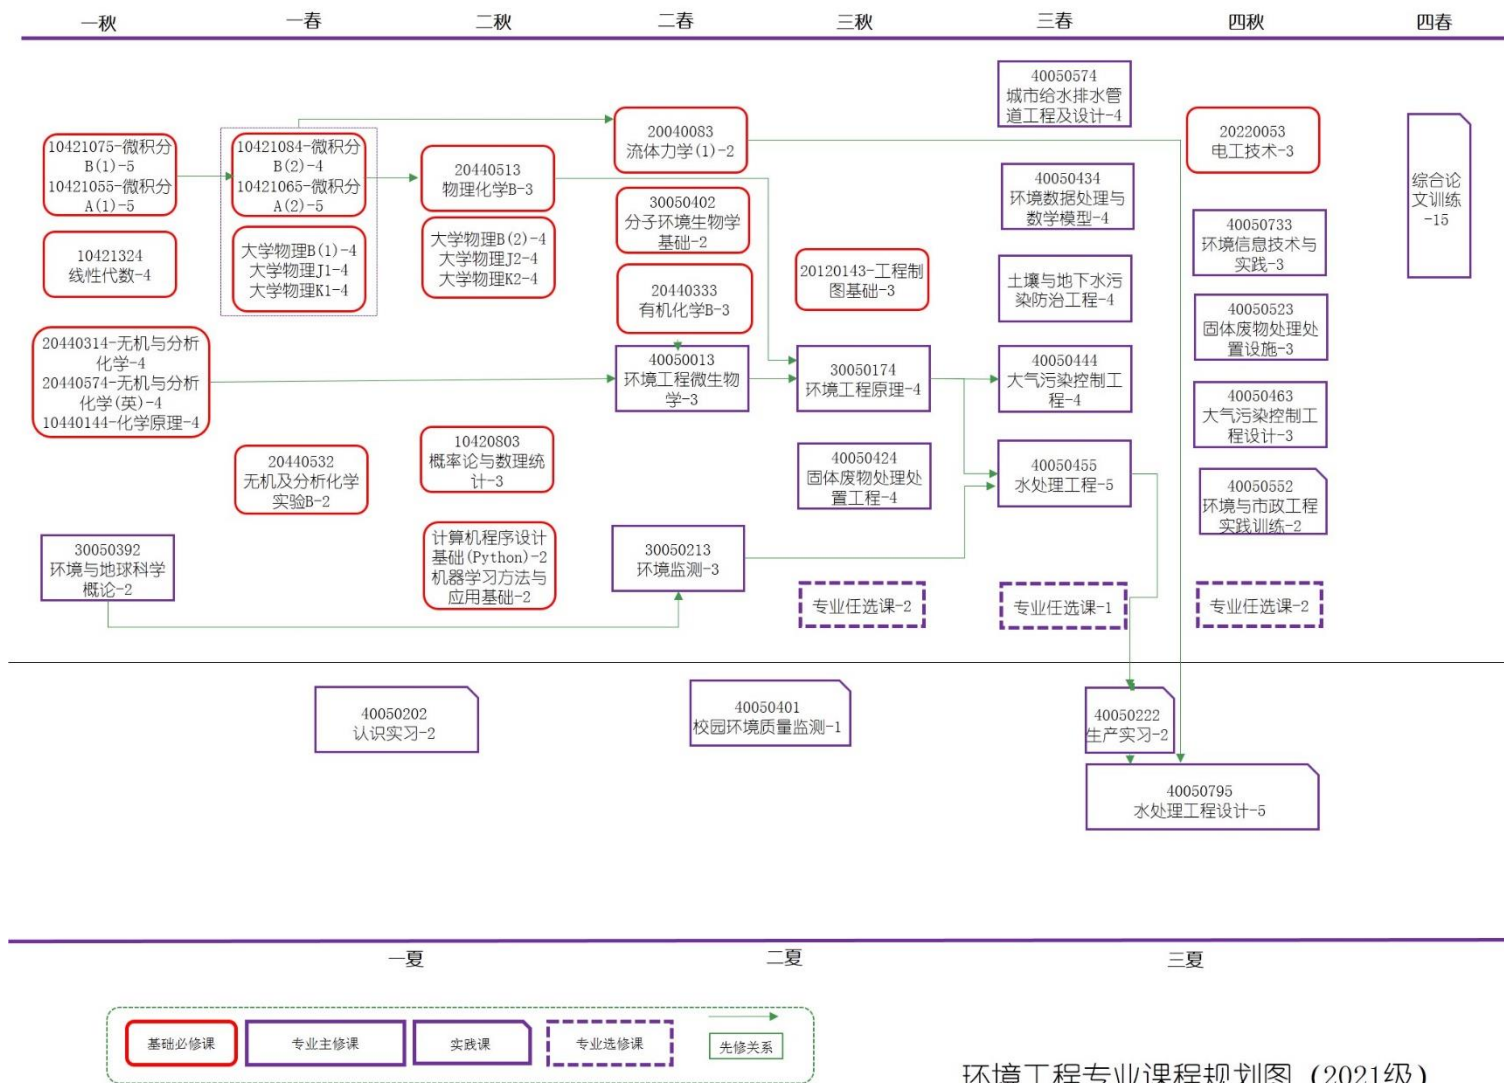 一秋
一春
二秋
二春
三秋
三春
四秋
四春
10421075-微积分
B(1)-5
10421055-微积分
A(1)-5
10421324
线性代数-4
20440314-无机与分析
化学-4
20440574-无机与分析
化学(英)-4
10440144-化学原理-4
30050392
环境与地球科学
概论-2
10421084-微积分
B(2)-4
10421065-微积分
A(2)-5
大学物理B(1)-4
大学物理J1-4
大学物理K1-4
20440532
无机及分析化学
实验B-2
20440513
物理化学B-3
大学物理B(2)-4
大学物理J2-4
大学物理K2-4
10420803
概率论与数理统
计-3
计算机程序设计
基础(Python)-2
机器学习方法与
应用基础-2
20040083
流体力学(1)-2
30050402
分子环境生物学
基础-2
20440333
有机化学B-3
40050013
环境工程微生物
学-3
30050213
环境监测-3
20120143-工程制
图基础-3
30050174
环境工程原理-4
40050424
固体废物处理处
置工程-4
专业任选课-2
40050574
城市给水排水管
道工程及设计-4
40050434
环境数据处理与
数学模型-4
土壤与地下水污
染防治工程-4
40050444
大气污染控制工
程-4
40050455
水处理工程-5
专业任选课-1
20220053
电工技术-3
40050733
环境信息技术与
实践-3
40050523
固体废物处理处
置设施-3
40050463
大气污染控制工
程设计-3
40050552
环境与市政工程
实践训练-2
专业任选课-2
综合论
文训练
-15
40050202
认识实习-2
40050401
校园环境质量监测-1
40050222
生产实习-2
40050795
水处理工程设计-5
一夏
二夏
三夏
基础必修课
专业主修课
实践课
专业选修课
先修关系
环境工程专业课程规划图（2021级）